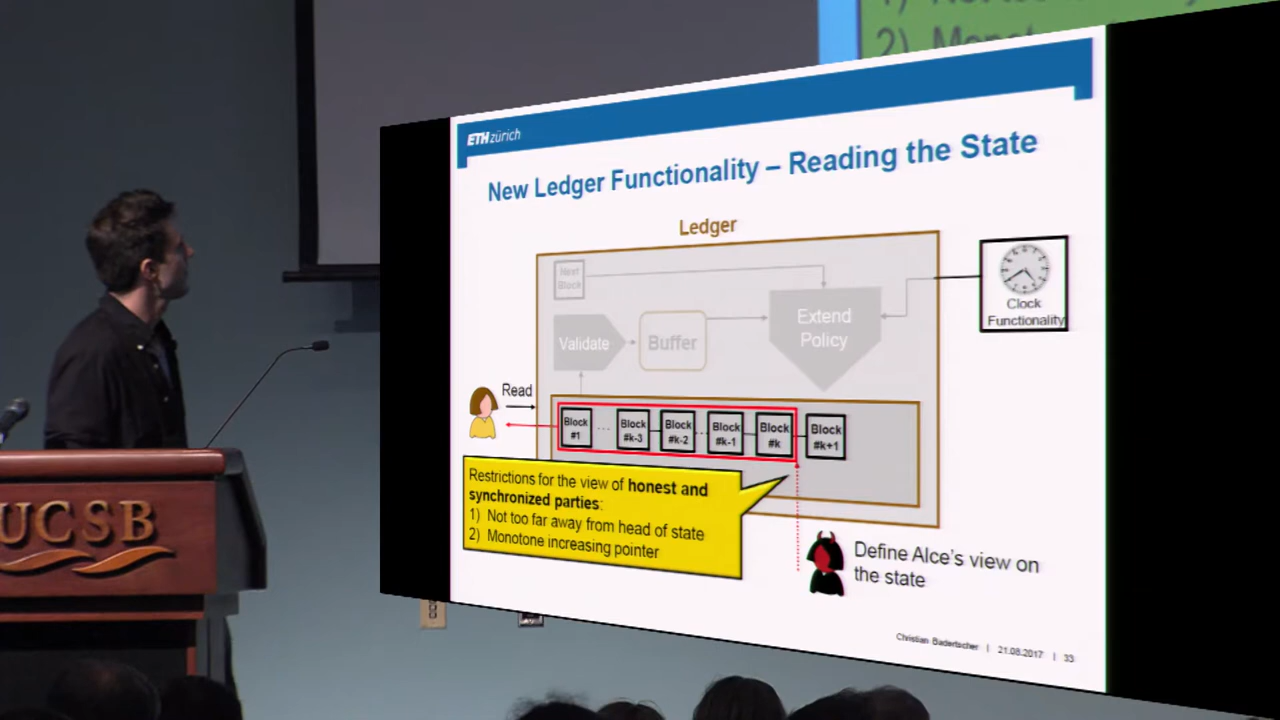 ETH zürich
New Ledger Functionality – Reading the State
Ledger
Next
Block
Validate
Buffer
Extend
Policy
Clock
Functionality
Read
Block
#1
...
Block
#k-3
Block
#k-2
Block
#k-1
Block
#k
Block
#k+1
Restrictions for the view of honest and
synchronized parties:
1) Not too far away from head of state
2) Monotone increasing pointer
Define Alce's view on
the state
Christian Badertscher | 21.08.2017 | 33
UCSB